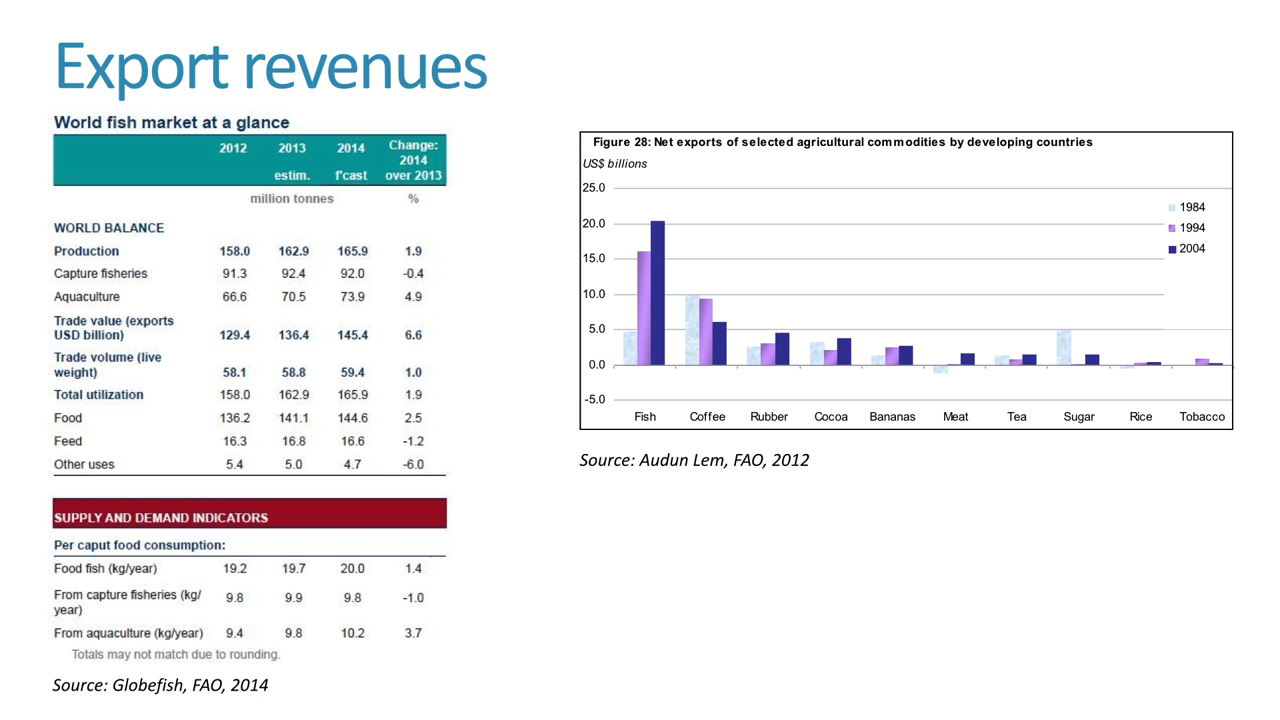 Export revenues
World fish market at a glance
2012 2013 2014 Change:
2014
estim. f'cast over 2013
million tonnes %
WORLD BALANCE
Production 158.0 162.9 165.9 1.9
Capture fisheries 91.3 92.4 92.0 -0.4
Aquaculture 66.6 70.5 73.9 4.9
Trade value (exports
USD billion) 129.4 136.4 145.4 6.6
Trade volume (live
weight) 58.1 58.8 59.4 1.0
Total utilization 158.0 162.9 165.9 1.9
Food 136.2 141.1 144.6 2.5
Feed 16.3 16.8 16.6 -1.2
Other uses 5.4 5.0 4.7 -6.0
SUPPLY AND DEMAND INDICATORS
Per caput food consumption:
Food fish (kg/year) 19.2 19.7 20.0 1.4
From capture fisheries (kg/
year) 9.8 9.9 9.8 -1.0
From aquaculture (kg/year) 9.4 9.8 10.2 3.7
Totals may not match due to rounding.
Source: Globefish, FAO, 2014
Figure 28: Net exports of selected agricultural commodities by developing countries
US$ billions
25.0
20.0
15.0
10.0
5.0
0.0
-5.0
1984
1994
2004
Fish Coffee Rubber Cocoa Bananas Meat Tea Sugar Rice Tobacco
Source: Audun Lem, FAO, 2012